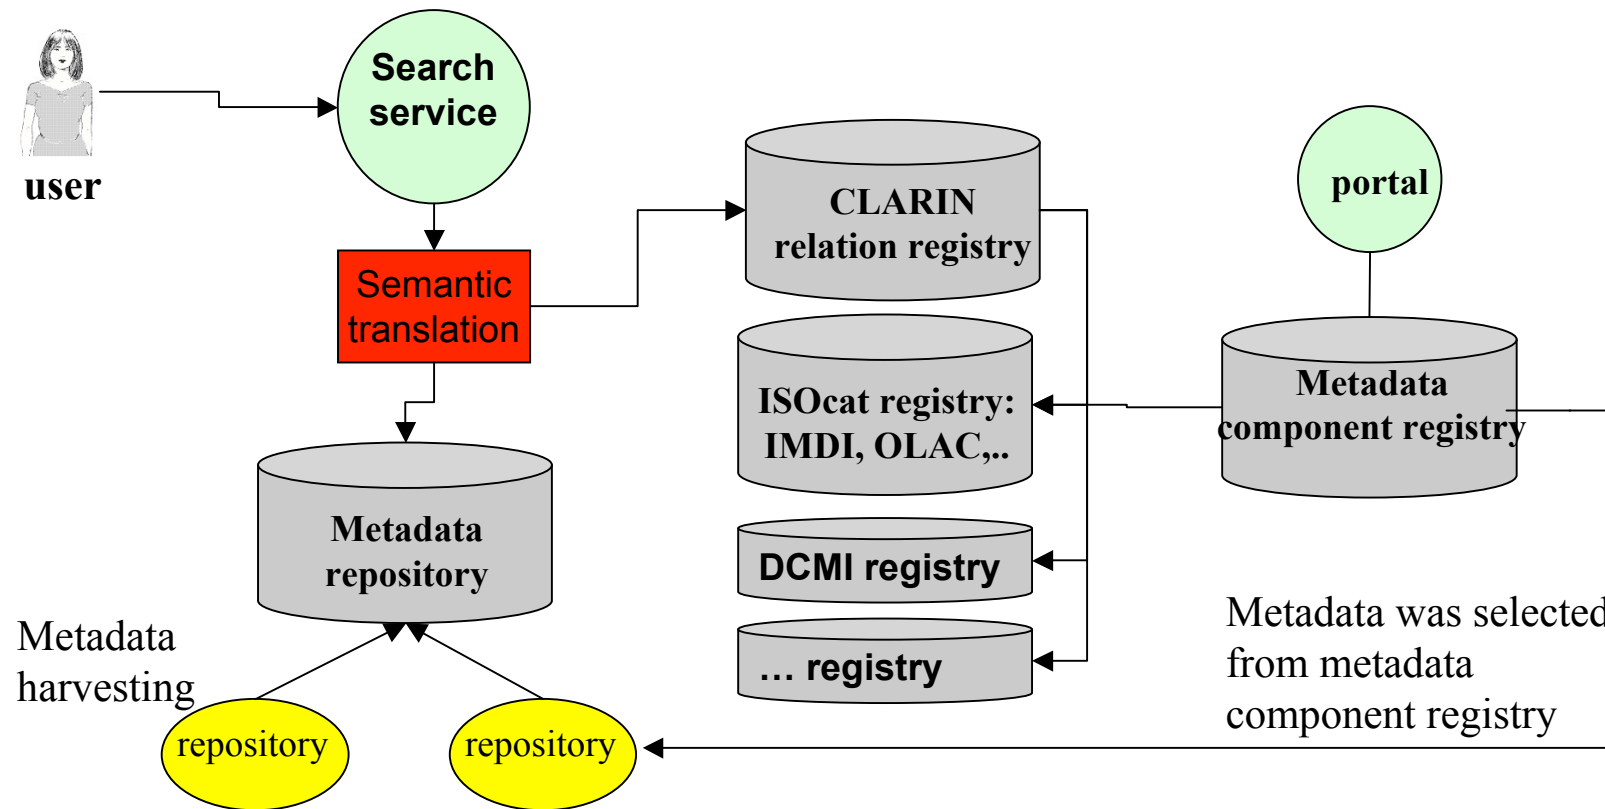 user
Search
service
Semantic
translation
Metadata
repository
Metadata
harvesting
repository
repository
CLARIN
relation registry
ISOcat registry:
IMDI, OLAC,..
DCMI registry
... registry
portal
Metadata
component registry
Metadata was selected
from metadata
component registry